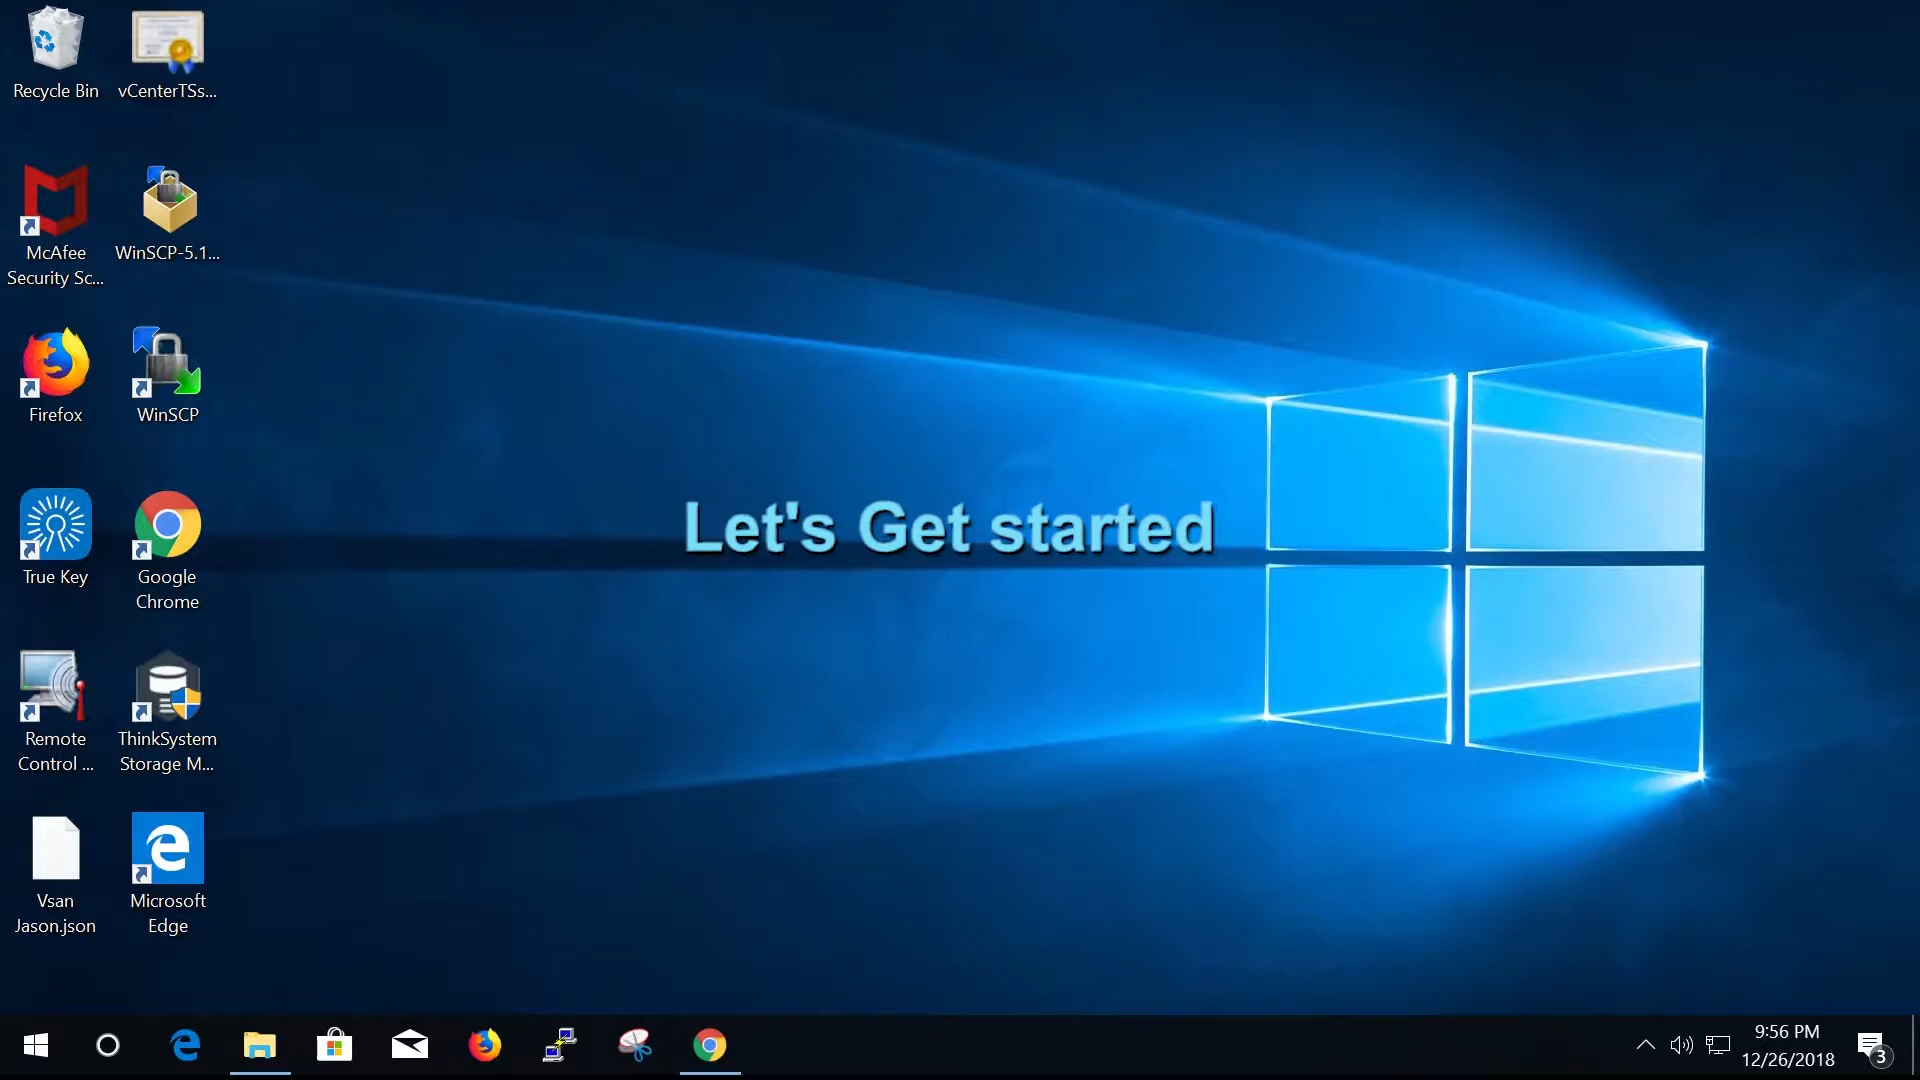 Recycle Bin
vCenterTSs...
McAfee
Security Sc...
WinSCP-5.1...
Firefox
WinSCP
True Key
Google
Chrome
Remote
Control ...
ThinkSystem
Storage M...
Vsan
Jason.json
Microsoft
Edge
Let's Get started
9:56 PM
12/26/2018
3